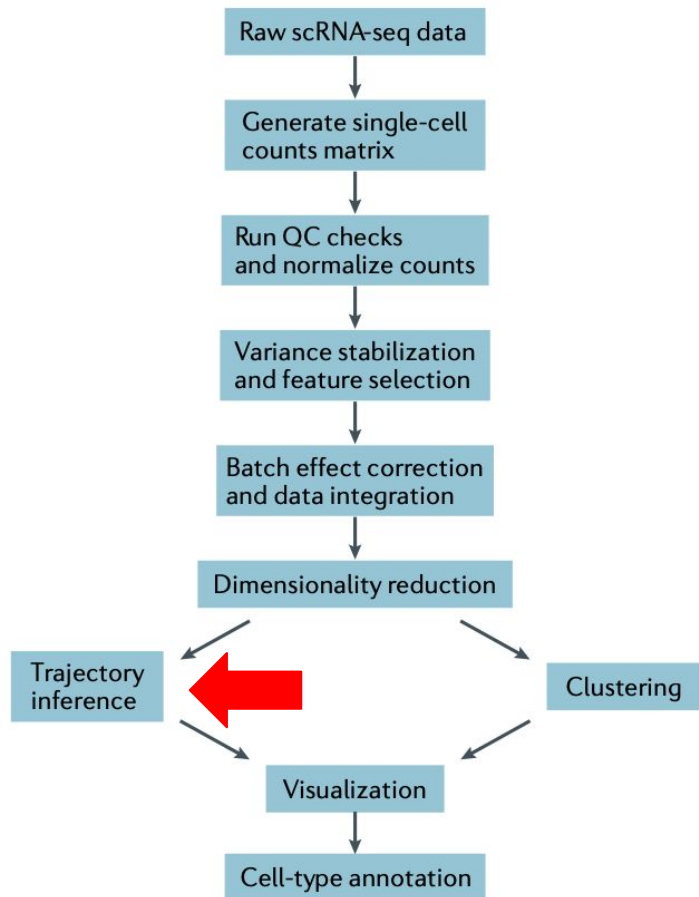 Raw scRNA-seq data
Generate single-cell
counts matrix
Run QC checks
and normalize counts
Variance stabilization
and feature selection
Batch effect correction
and data integration
Dimensionality reduction
Trajectory
inference
Clustering
Visualization
Cell-type annotation